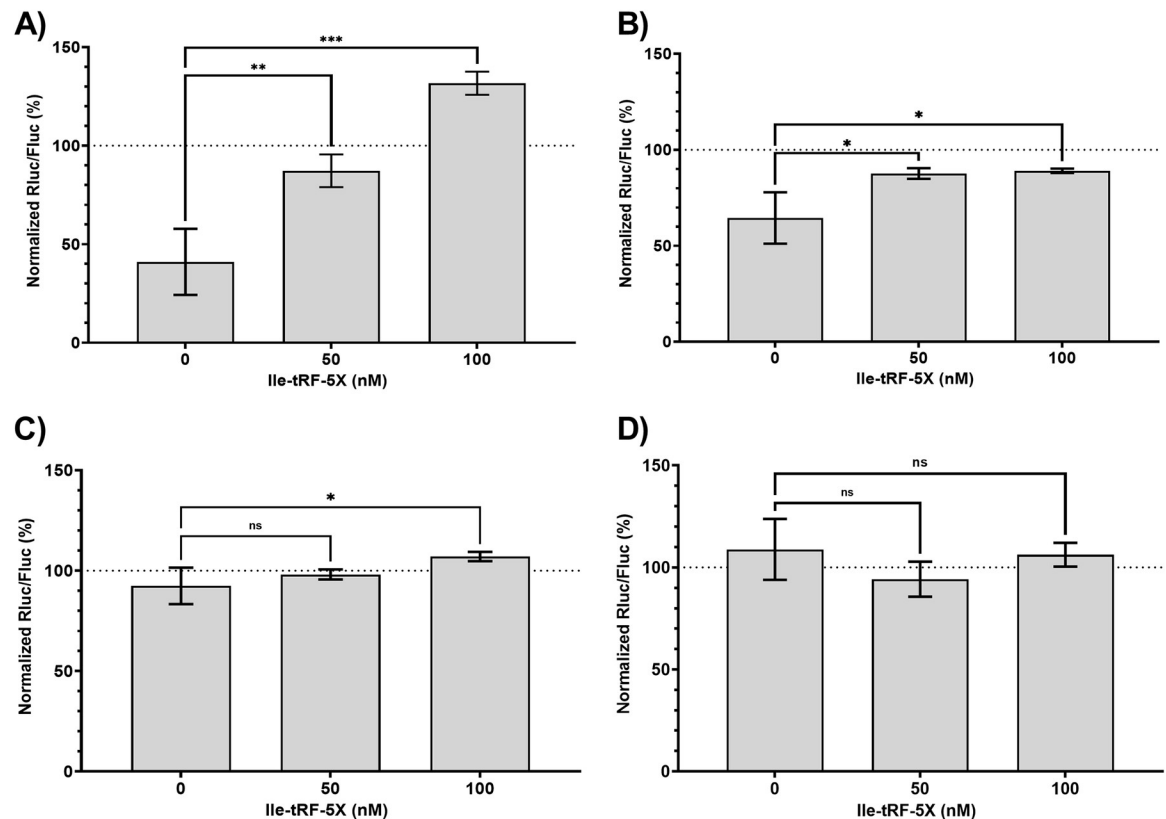 A)
Normalized Rluc/Fluc (%)
150
100
50
0
***
**
0 50 100
Ile-tRF-5X (nM)
B)
Normalized Rluc/Fluc (%)
150
100
50
0
*
*
0 50 100
Ile-tRF-5X (nM)
C)
Normalized Rluc/Fluc (%)
150
100
50
0
*
ns
0 50 100
Ile-tRF-5X (nM)
D)
Normalized Rluc/Fluc (%)
150
100
50
0
ns
ns
0 50 100
Ile-tRF-5X (nM)